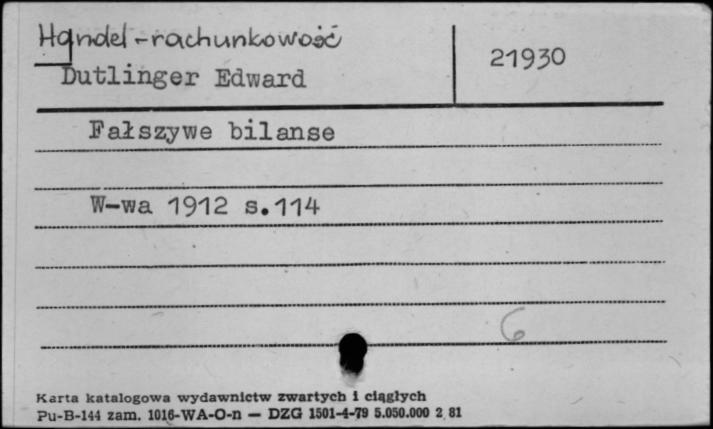 Handel-rachunkowość
21930
Dutlinger Edward
Fałszywe bilanse
W-wa 1912 s.114
6
Karta katalogowa wydawnictw zwartych i ciągłych
Pu-B-144 zam. 1016-WA-O-n — DZG 1501-4-79 5.050.000 2 81